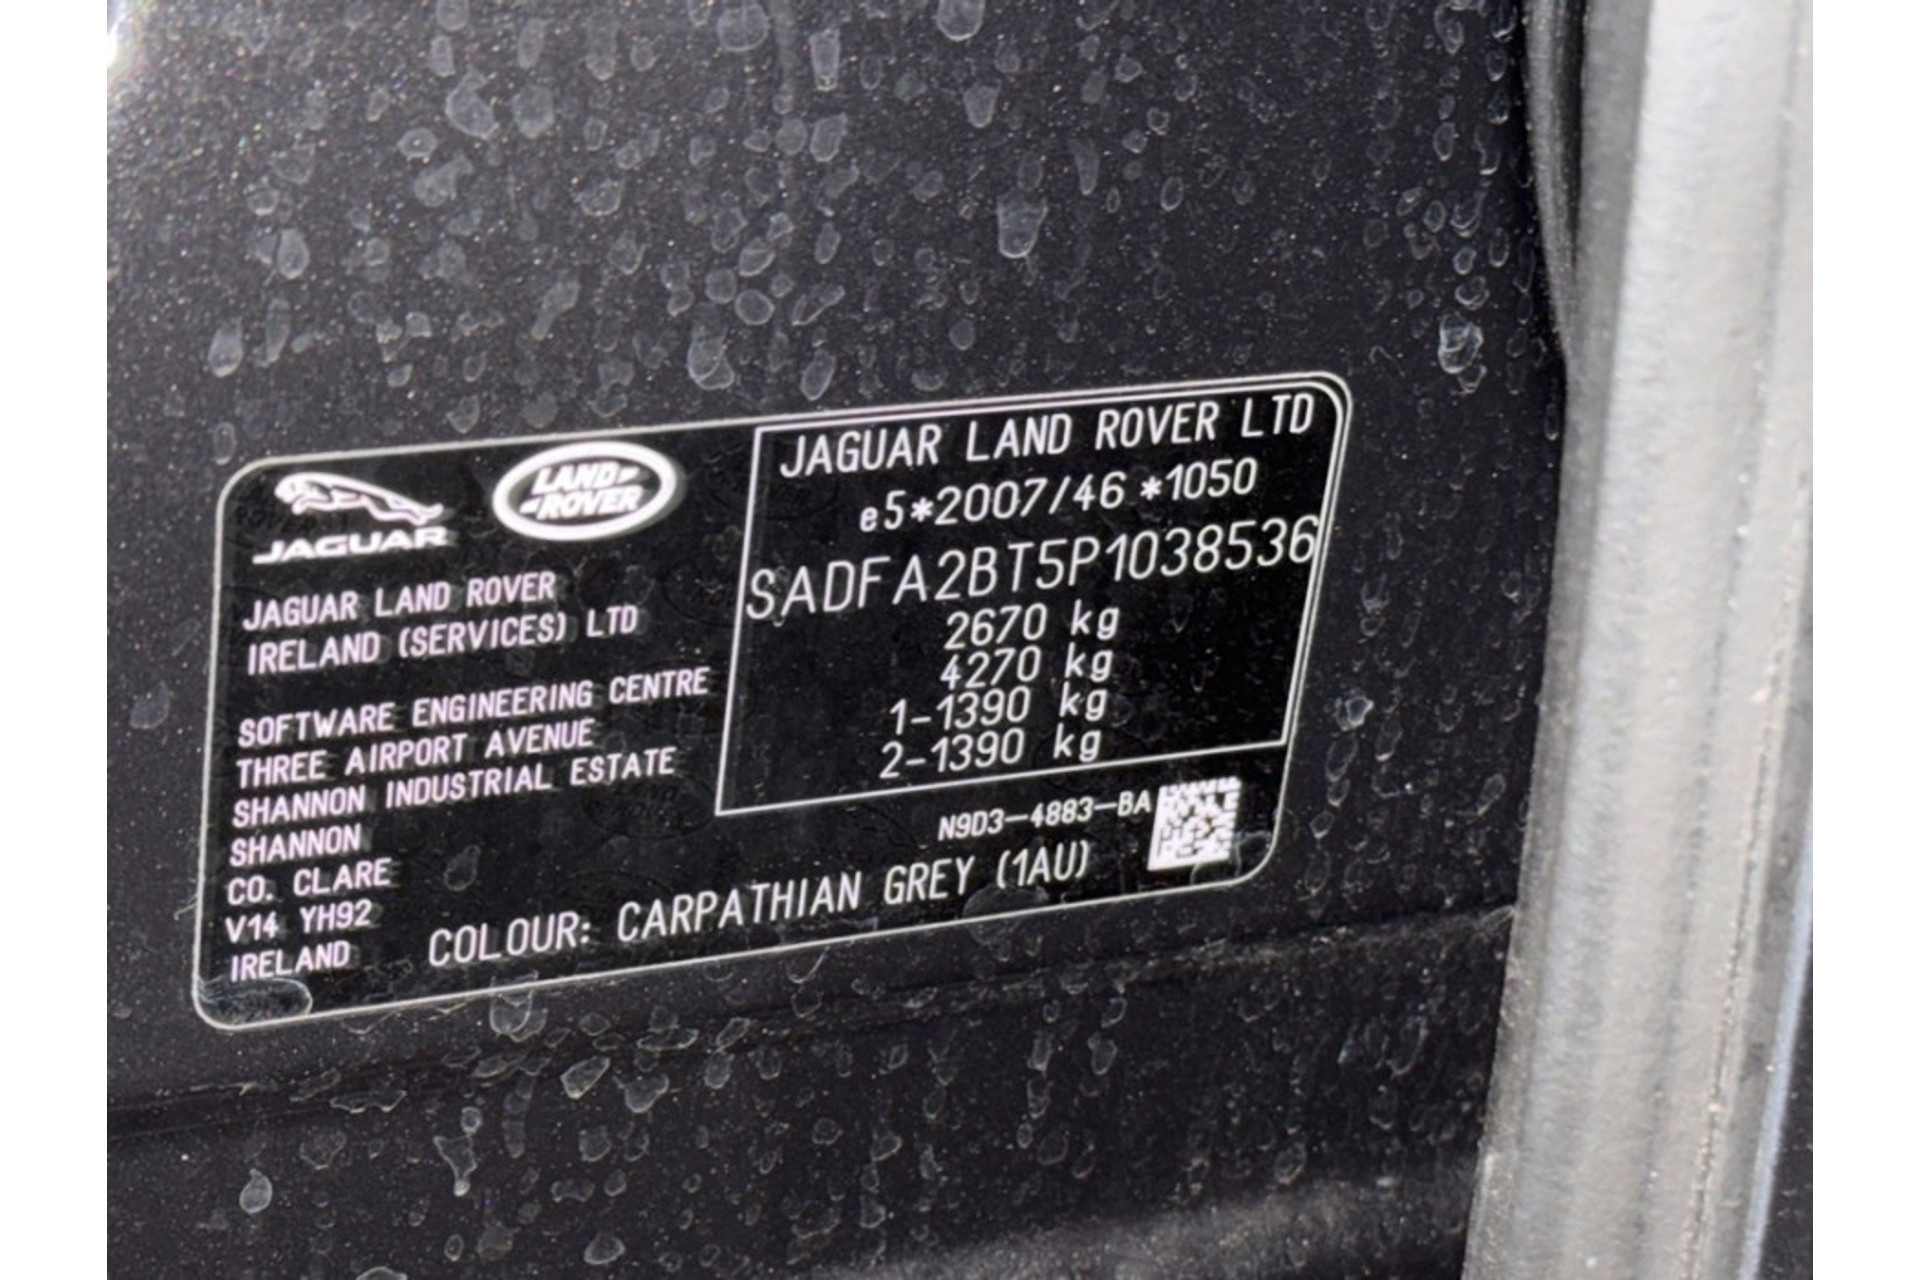 JAGUAR
LAND ROVER
JAGUAR LAND ROVER
IRELAND (SERVICES) LTD
SOFTWARE ENGINEERING CENTRE
THREE AIRPORT AVENUE
SHANNON INDUSTRIAL ESTATE
SHANNON
CO. CLARE
V14 YH92
IRELAND
JAGUAR LAND ROVER LTD
e5*2007/46*1050
SADFA2BT5P1038536
2670 kg
4270 kg
1-1390 kg
2-1390 kg
N9D3-4883-BA
COLOUR: CARPATHIAN GREY (1AU)